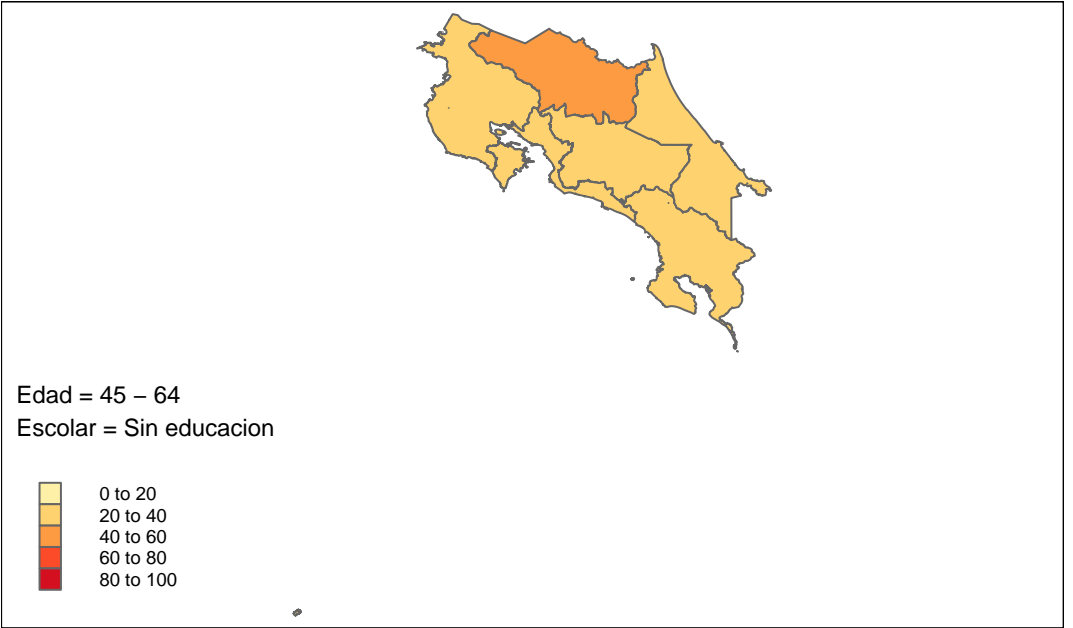 Edad = 45 − 64
Escolar = Sin educacion
0 to 20
20 to 40
40 to 60
60 to 80
80 to 100